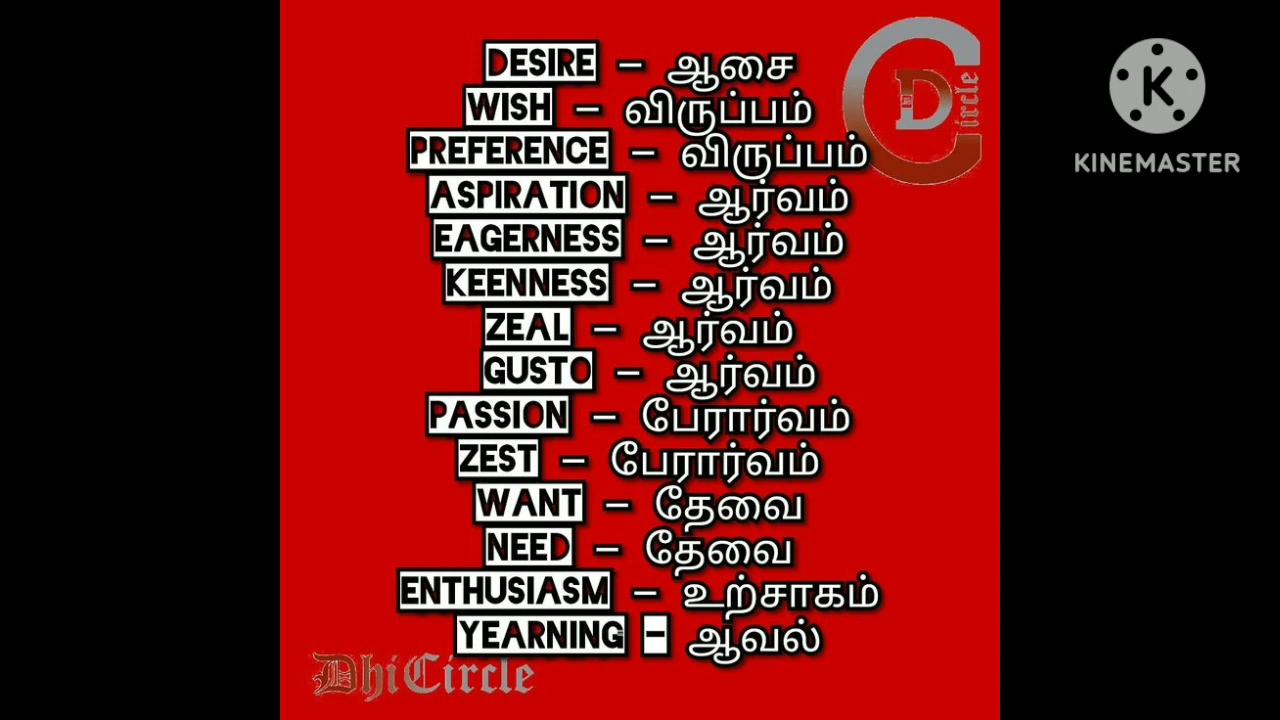 DESIRE – ஆசை
WISH – விருப்பம்
PREFERENCE – விருப்பம்
ASPIRATION – ஆர்வம்
EAGERNESS – ஆர்வம்
KEENNESS – ஆர்வம்
ZEAL – ஆர்வம்
GUSTO – ஆர்வம்
PASSION – பேரார்வம்
ZEST – பேரார்வம்
WANT – தேவை
NEED – தேவை
ENTHUSIASM – உற்சாகம்
YEARNING – ஆவல்
DhiCircle
D Circle
K
KINEMASTER